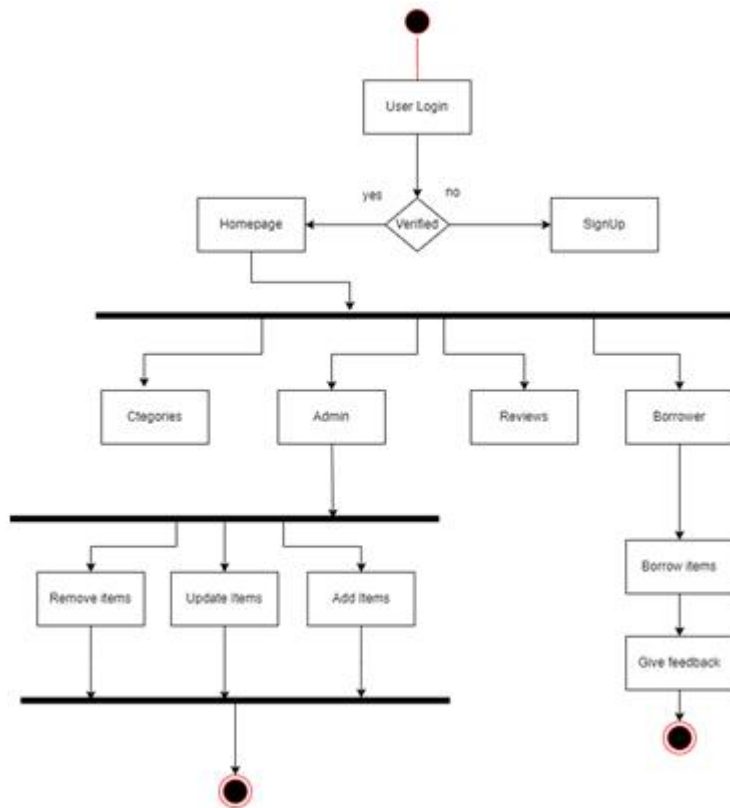 User Login
yes
no
Homepage
Verified
SignUp
Ctegories
Admin
Reviews
Borrower
Remove items
Update Items
Add Items
Borrow items
Give feedback